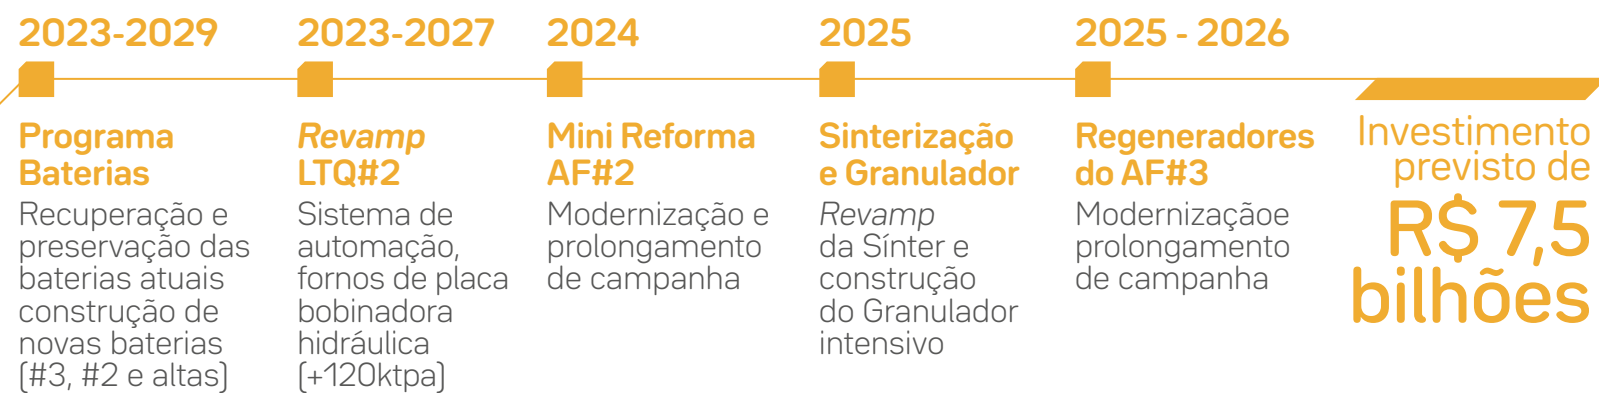 2023-2029
Programa
Baterias
Recuperação e
preservação das
baterias atuais
construção de
novas baterias
(#3, #2 e altas)
2023-2027
Revamp
LTQ#2
Sistema de
automação,
fornos de placa
bobinadora
hidráulica
(+120ktpa)
2024
Mini Reforma
AF#2
Modernização e
prolongamento
de campanha
2025
Sinterização
e Granulador
Revamp
da Sínter e
construção
do Granulador
intensivo
2025 - 2026
Regeneradores
do AF#3
Modernizaçãoe
prolongamento
de campanha
Investimento
previsto de
R$ 7,5
bilhões